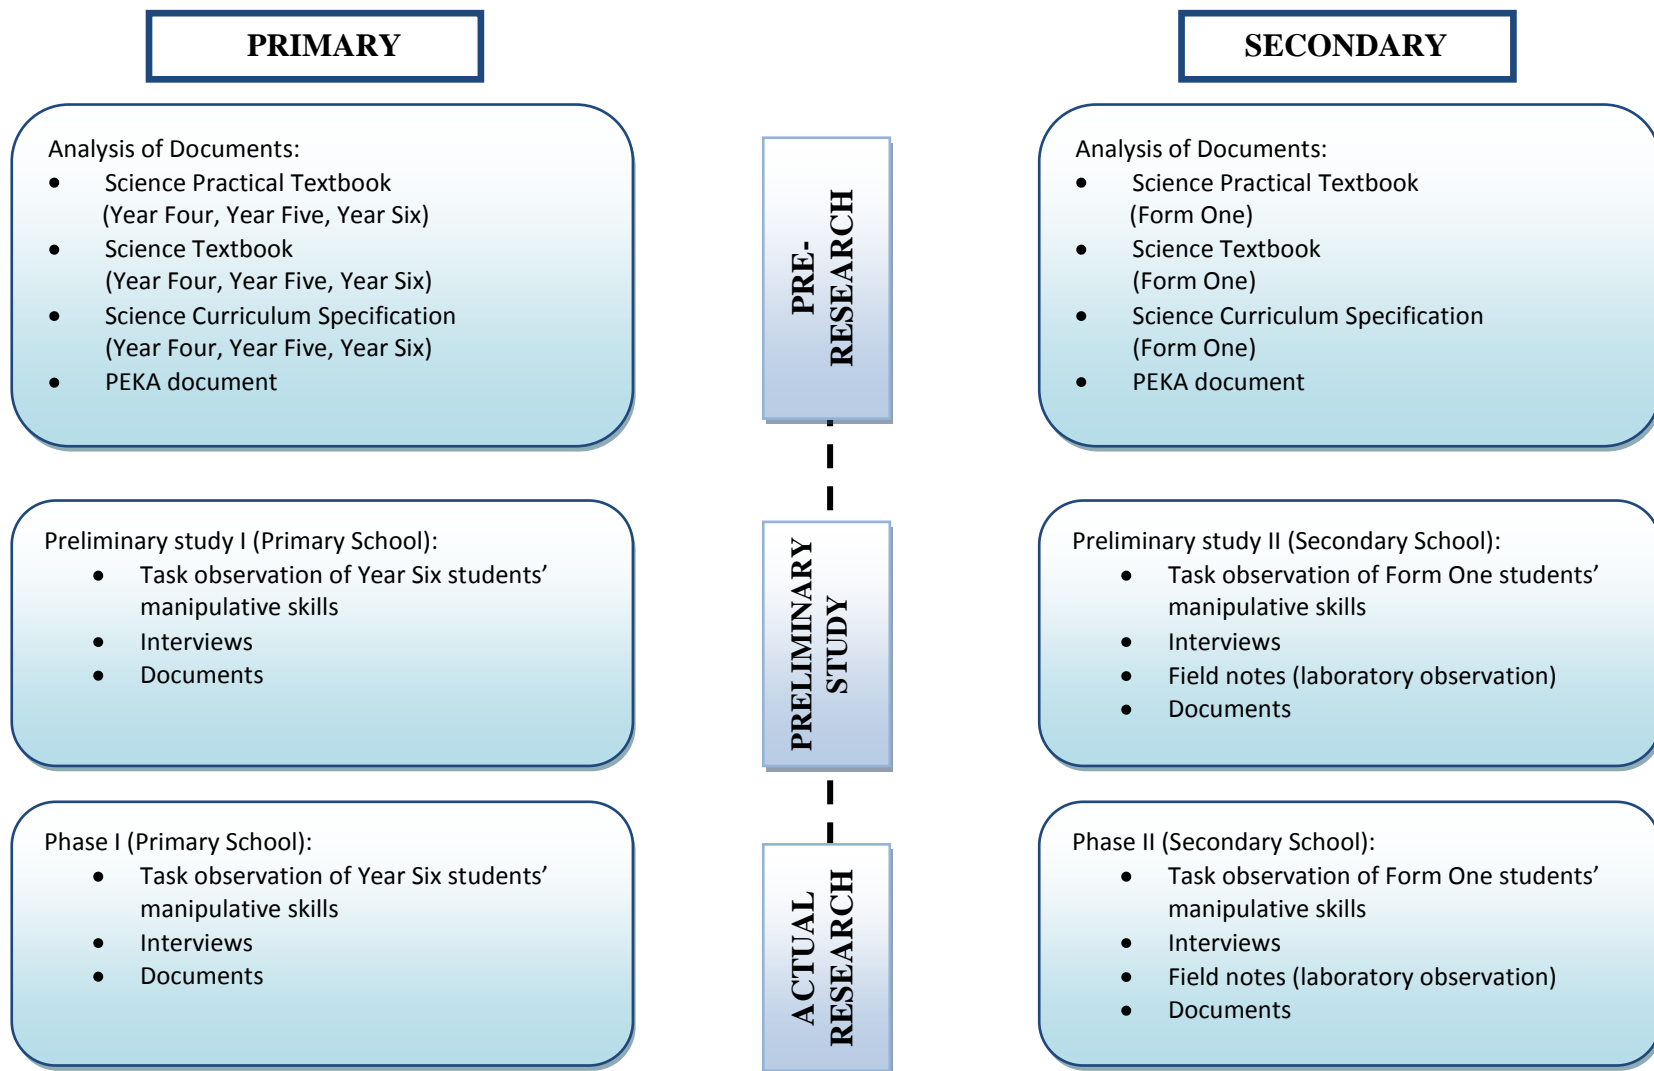 PRIMARY
SECONDARY
Analysis of Documents:
• Science Practical Textbook
(Year Four, Year Five, Year Six)
• Science Textbook
(Year Four, Year Five, Year Six)
• Science Curriculum Specification
(Year Four, Year Five, Year Six)
• PEKA document
PRE-
RESEARCH
Analysis of Documents:
• Science Practical Textbook
(Form One)
• Science Textbook
(Form One)
• Science Curriculum Specification
(Form One)
• PEKA document
Preliminary study I (Primary School):
• Task observation of Year Six students’
manipulative skills
• Interviews
• Documents
PRELIMINARY
STUDY
Preliminary study II (Secondary School):
• Task observation of Form One students’
manipulative skills
• Interviews
• Field notes (laboratory observation)
• Documents
Phase I (Primary School):
• Task observation of Year Six students’
manipulative skills
• Interviews
• Documents
ACTUAL
RESEARCH
Phase II (Secondary School):
• Task observation of Form One students’
manipulative skills
• Interviews
• Field notes (laboratory observation)
• Documents